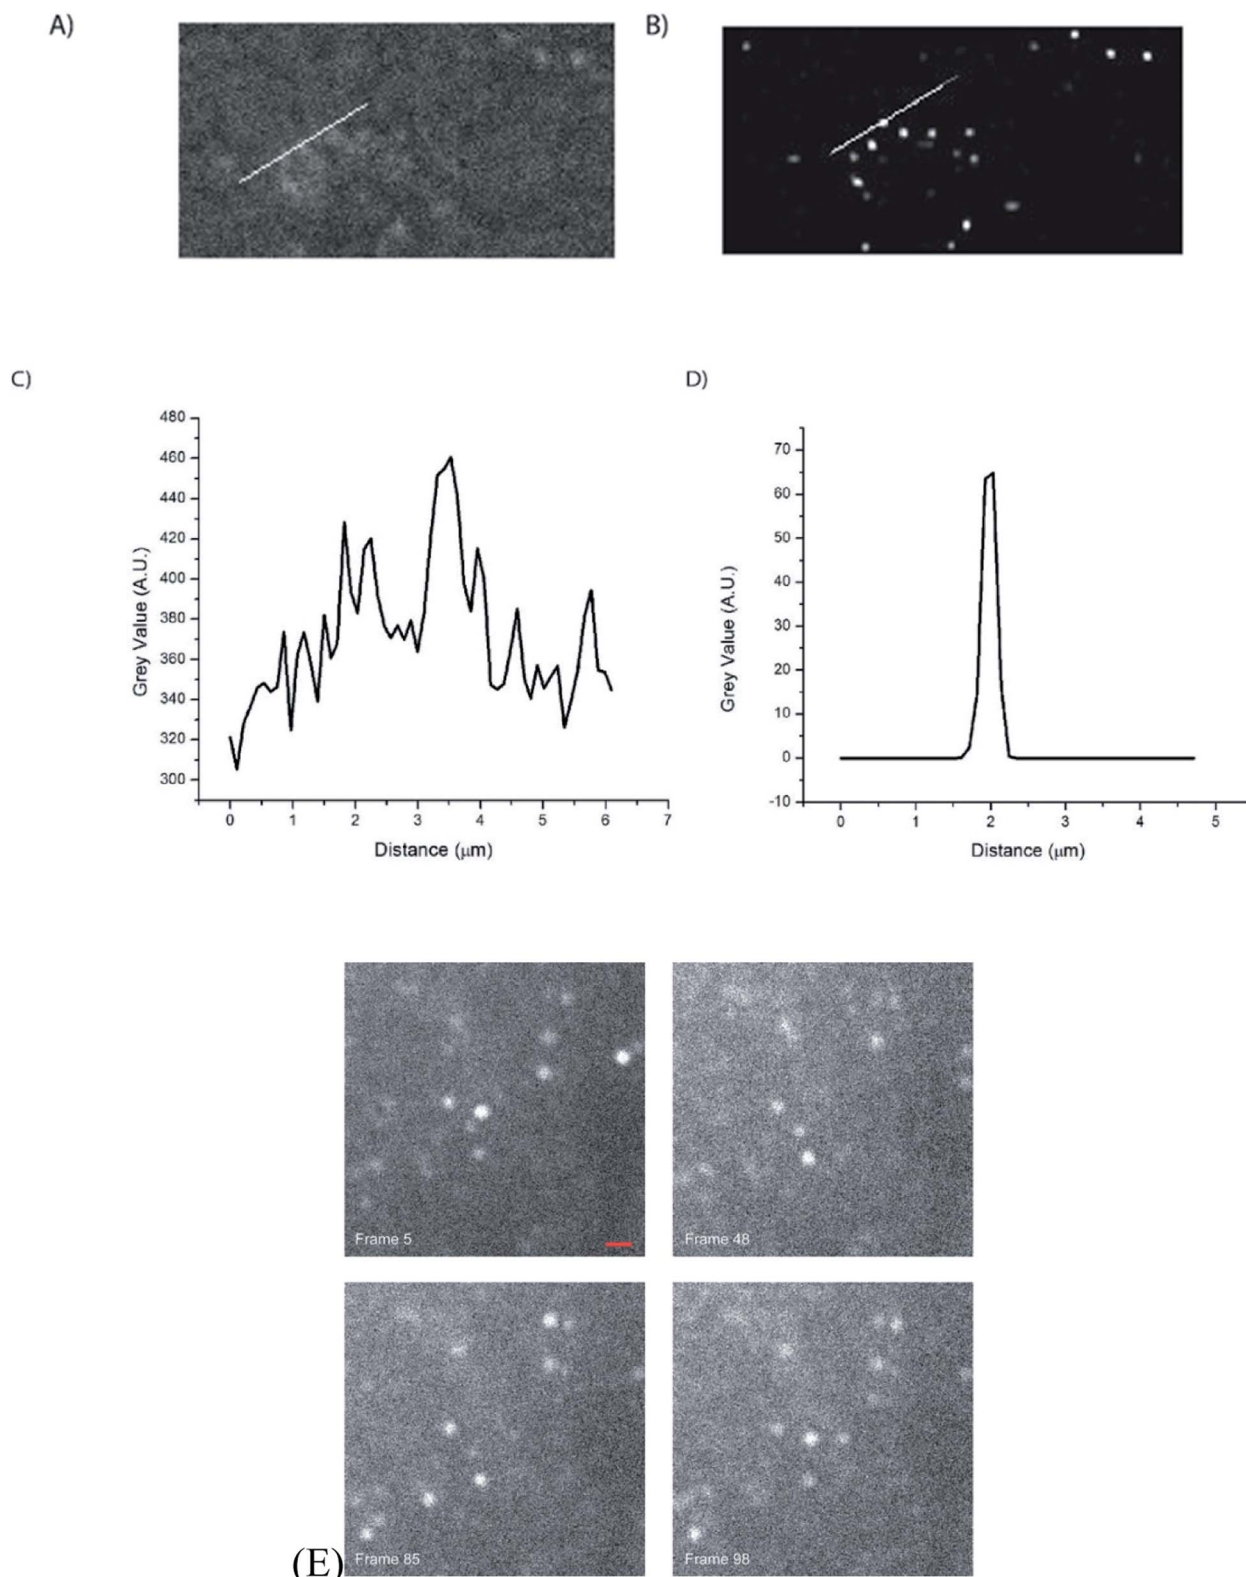 A)
B)
C)
D)
480
460
440
420
400
380
360
340
320
300
Grey Value (A.U.)
0 1 2 3 4 5 6 7
Distance (μm)
70
60
50
40
30
20
10
0
-10
Grey Value (A.U.)
0 1 2 3 4 5
Distance (μm)
Frame 5
Frame 48
Frame 85
Frame 98
(E)